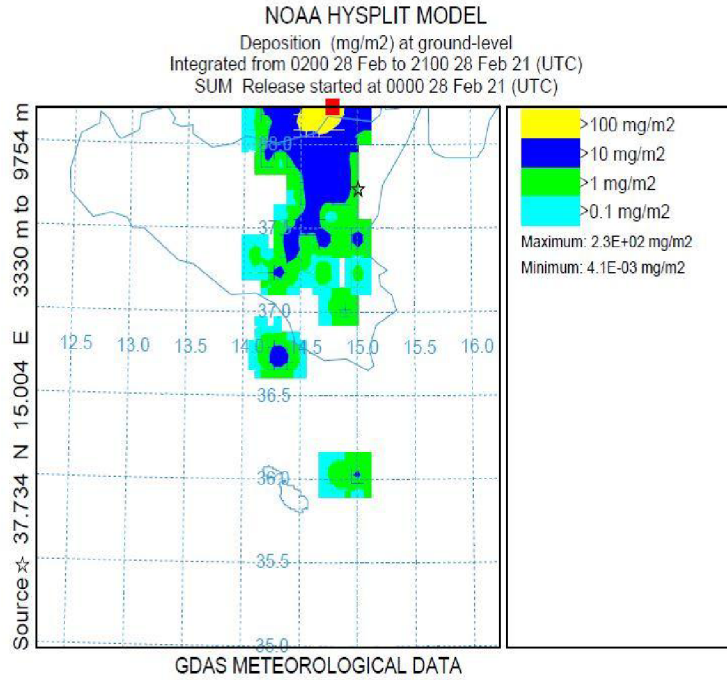 NOAA HYSPLIT MODEL
Deposition (mg/m2) at ground-level
Integrated from 0200 28 Feb to 2100 28 Feb 21 (UTC)
SUM Release started at 0000 28 Feb 21 (UTC)
Source ☆ 37.734 N 15.004 E 3330 m to 9754 m
>100 mg/m2
>10 mg/m2
>1 mg/m2
>0.1 mg/m2
Maximum: 2.3E+02 mg/m2
Minimum: 4.1E-03 mg/m2
37.0
12.5 13.0 13.5 14.0 14.5 15.0 15.5 16.0
36.5
36.0
35.5
35.0
GDAS METEOROLOGICAL DATA